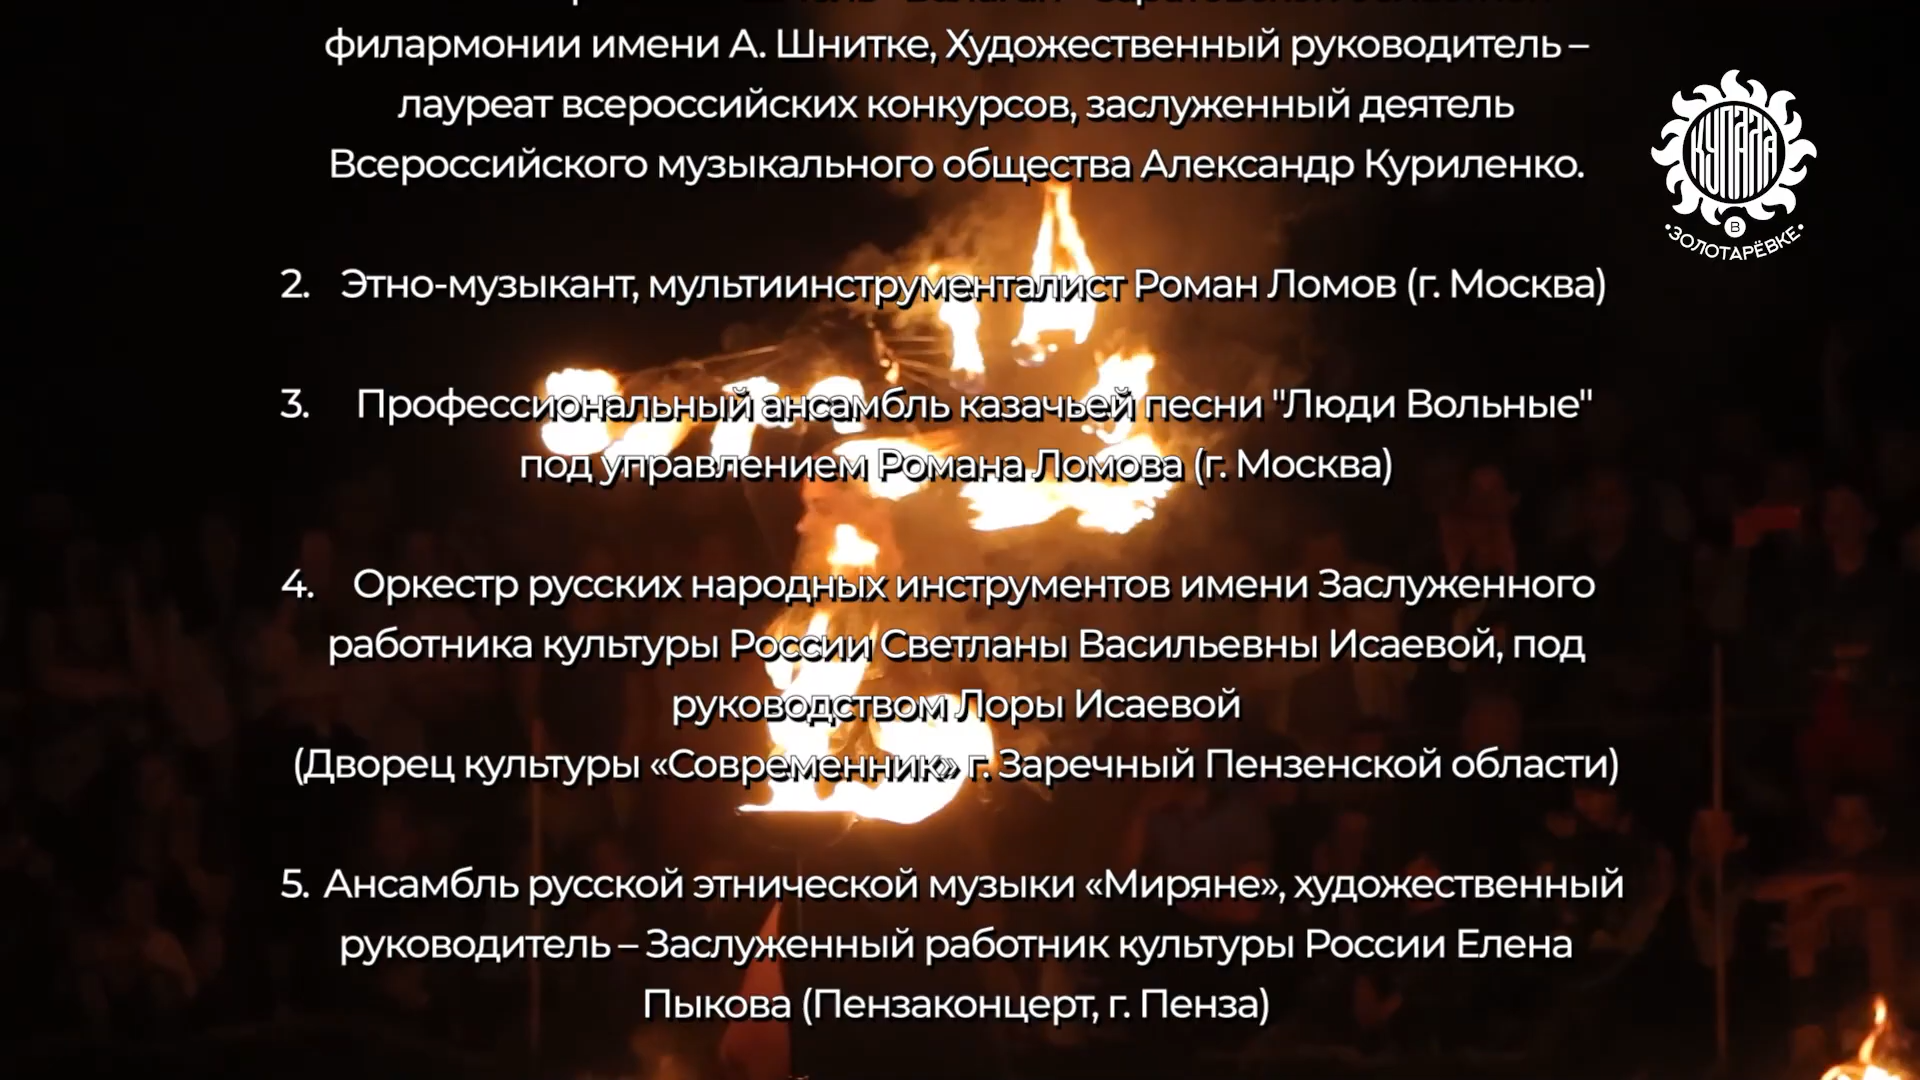 филармонии имени А. Шнитке, Художественный руководитель –
лауреат всероссийских конкурсов, заслуженный деятель
Всероссийского музыкального общества Александр Куриленко.
КУПАЛА
В
•ЗОЛОТАРЁВКЕ•
2. Этно-музыкант, мультиинструменталист Роман Ломов (г. Москва)
3. Профессиональный ансамбль казачьей песни "Люди Вольные"
под управлением Романа Ломова (г. Москва)
4. Оркестр русских народных инструментов имени Заслуженного
работника культуры России Светланы Васильевны Исаевой, под
руководством Лоры Исаевой
(Дворец культуры «Современник» г. Заречный Пензенской области)
5. Ансамбль русской этнической музыки «Миряне», художественный
руководитель – Заслуженный работник культуры России Елена
Пыкова (Пензаконцерт, г. Пенза)